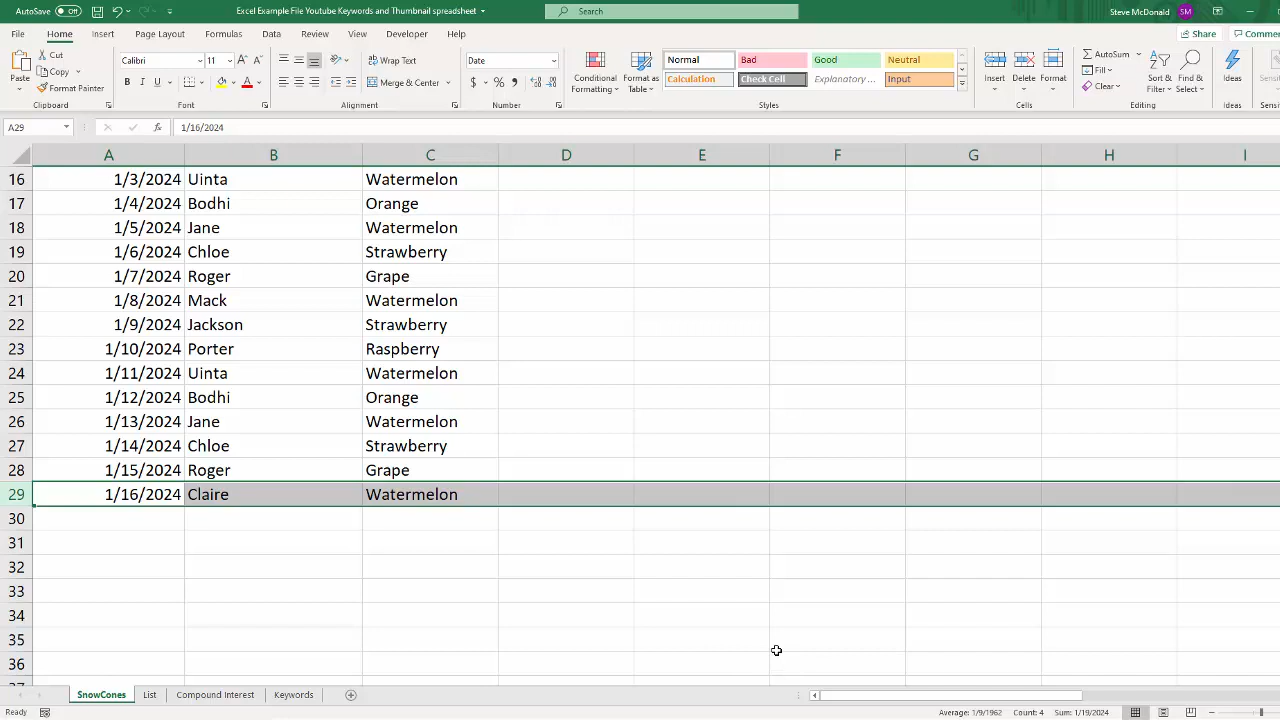 AutoSave Off Excel Example File Youtube Keywords and Thumbnail spreadsheet Search Steve McDonald SM
File Home Insert Page Layout Formulas Data Review View Developer Help Share Commen
Paste Cut Copy Format Painter Clipboard
Calibri 11 A A B I U A Font
ab Wrap Text Merge & Center Alignment
Date $ % , Number
Conditional Formatting Format as Table
Normal Bad Good Neutral
Calculation Check Cell Explanatory ... Input
Styles
Insert Delete Format Cells
AutoSum Fill Clear Sort & Filter Find & Select Editing
Ideas Ideas
Sensi
A29 fx 1/16/2024
A B C D E F G H I
16 1/3/2024 Uinta Watermelon
17 1/4/2024 Bodhi Orange
18 1/5/2024 Jane Watermelon
19 1/6/2024 Chloe Strawberry
20 1/7/2024 Roger Grape
21 1/8/2024 Mack Watermelon
22 1/9/2024 Jackson Strawberry
23 1/10/2024 Porter Raspberry
24 1/11/2024 Uinta Watermelon
25 1/12/2024 Bodhi Orange
26 1/13/2024 Jane Watermelon
27 1/14/2024 Chloe Strawberry
28 1/15/2024 Roger Grape
29 1/16/2024 Claire Watermelon
30
31
32
33
34
35
36
SnowCones List Compound Interest Keywords
Ready Average: 1/9/1962 Count: 4 Sum: 1/19/2024